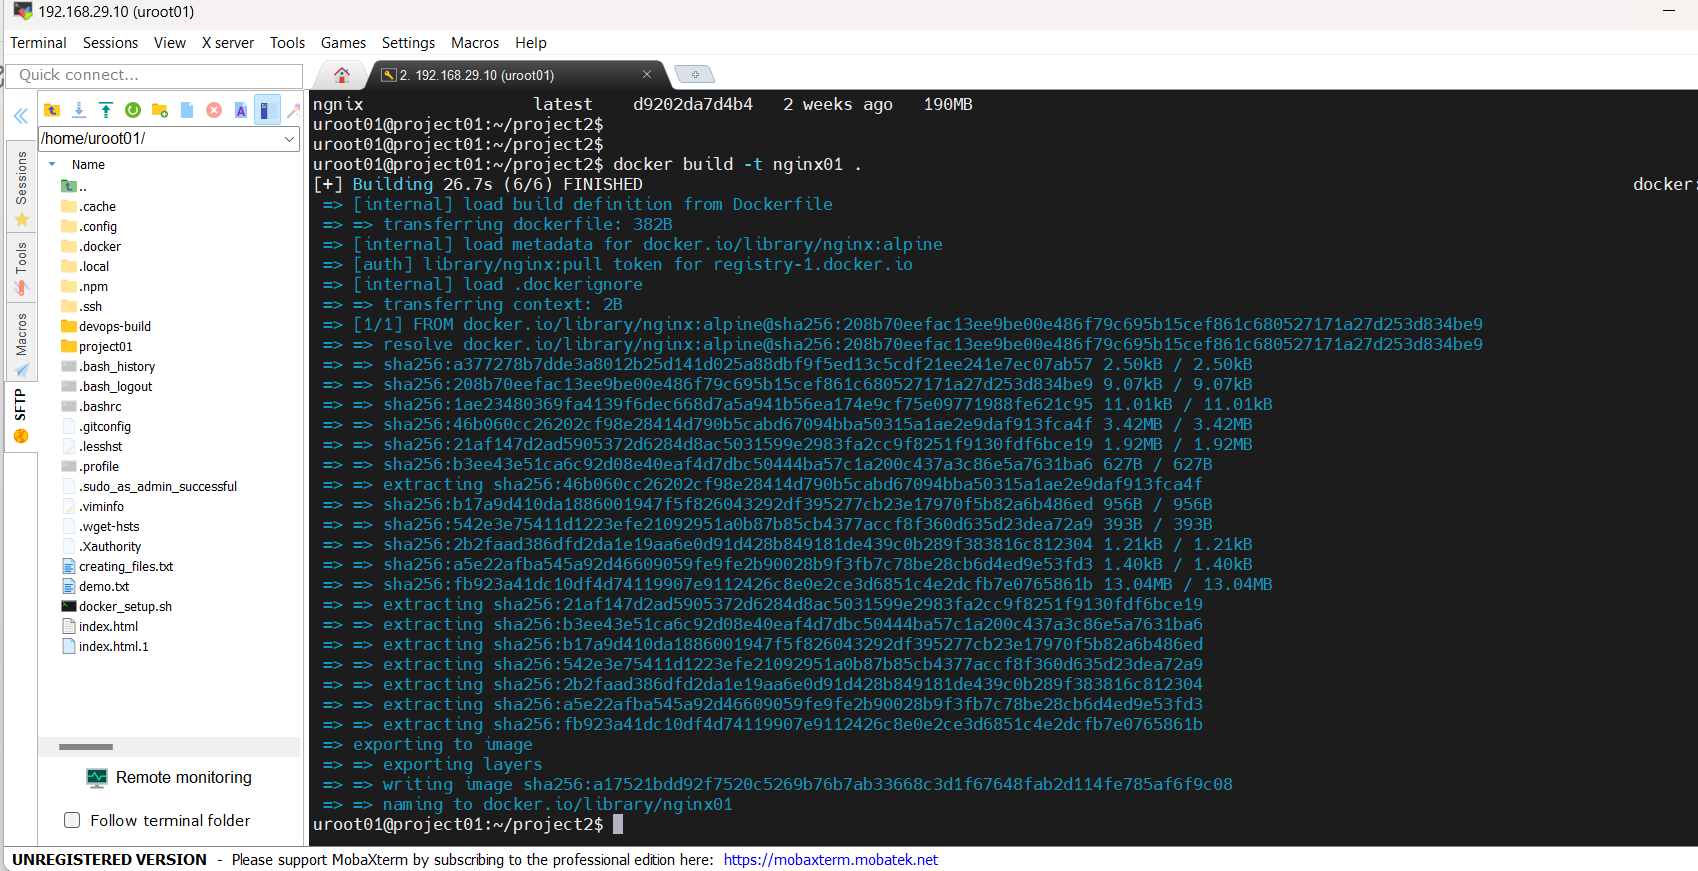 192.168.29.10 (uroot01)
Terminal Sessions View X server Tools Games Settings Macros Help
Quick connect...
2. 192.168.29.10 (uroot01)
/home/uroot01/
Name
..
.cache
.config
.docker
.local
.npm
.ssh
devops-build
project01
.bash_history
.bash_logout
.bashrc
.gitconfig
.lesshst
.profile
.sudo_as_admin_successful
.viminfo
.wget-hsts
.Xauthority
creating_files.txt
demo.txt
docker_setup.sh
index.html
index.html.1
Remote monitoring
Follow terminal folder
Sessions
Tools
Macros
SFTP
ngnix latest d9202da7d4b4 2 weeks ago 190MB
uroot01@project01:~/project2$
uroot01@project01:~/project2$
uroot01@project01:~/project2$ docker build -t nginx01 .
[+] Building 26.7s (6/6) FINISHED docker:
=> [internal] load build definition from Dockerfile
=> => transferring dockerfile: 382B
=> [internal] load metadata for docker.io/library/nginx:alpine
=> [auth] library/nginx:pull token for registry-1.docker.io
=> [internal] load .dockerignore
=> => transferring context: 2B
=> [1/1] FROM docker.io/library/nginx:alpine@sha256:208b70eefac13ee9be00e486f79c695b15cef861c680527171a27d253d834be9
=> => resolve docker.io/library/nginx:alpine@sha256:208b70eefac13ee9be00e486f79c695b15cef861c680527171a27d253d834be9
=> => sha256:a377278b7dde3a8012b25d141d025a88dbf9f5ed13c5cdf21ee241e7ec07ab57 2.50kB / 2.50kB
=> => sha256:208b70eefac13ee9be00e486f79c695b15cef861c680527171a27d253d834be9 9.07kB / 9.07kB
=> => sha256:1ae23480369fa4139f6dec668d7a5a941b56ea174e9cf75e09771988fe621c95 11.01kB / 11.01kB
=> => sha256:46b060cc26202cf98e28414d790b5cabd67094bba50315a1ae2e9daf913fca4f 3.42MB / 3.42MB
=> => sha256:21af147d2ad5905372d6284d8ac5031599e2983fa2cc9f8251f9130fdf6bce19 1.92MB / 1.92MB
=> => sha256:b3ee43e51ca6c92d08e40eaf4d7dbc50444ba57c1a200c437a3c86e5a7631ba6 627B / 627B
=> => extracting sha256:46b060cc26202cf98e28414d790b5cabd67094bba50315a1ae2e9daf913fca4f
=> => sha256:b17a9d410da1886001947f5f826043292df395277cb23e17970f5b82a6b486ed 956B / 956B
=> => sha256:542e3e75411d1223efe21092951a0b87b85cb4377accf8f360d635d23dea72a9 393B / 393B
=> => sha256:2b2faad386dfd2da1e19aa6e0d91d428b849181de439c0b289f383816c812304 1.21kB / 1.21kB
=> => sha256:a5e22afba545a92d46609059fe9fe2b90028b9f3fb7c78be28cb6d4ed9e53fd3 1.40kB / 1.40kB
=> => sha256:fb923a41dc10df4d74119907e9112426c8e0e2ce3d6851c4e2dcfb7e0765861b 13.04MB / 13.04MB
=> => extracting sha256:21af147d2ad5905372d6284d8ac5031599e2983fa2cc9f8251f9130fdf6bce19
=> => extracting sha256:b3ee43e51ca6c92d08e40eaf4d7dbc50444ba57c1a200c437a3c86e5a7631ba6
=> => extracting sha256:b17a9d410da1886001947f5f826043292df395277cb23e17970f5b82a6b486ed
=> => extracting sha256:542e3e75411d1223efe21092951a0b87b85cb4377accf8f360d635d23dea72a9
=> => extracting sha256:2b2faad386dfd2da1e19aa6e0d91d428b849181de439c0b289f383816c812304
=> => extracting sha256:a5e22afba545a92d46609059fe9fe2b90028b9f3fb7c78be28cb6d4ed9e53fd3
=> => extracting sha256:fb923a41dc10df4d74119907e9112426c8e0e2ce3d6851c4e2dcfb7e0765861b
=> exporting to image
=> => exporting layers
=> => writing image sha256:a17521bdd92f7520c5269b76b7ab33668c3d1f67648fab2d114fe785af6f9c08
=> => naming to docker.io/library/nginx01
uroot01@project01:~/project2$
UNREGISTERED VERSION - Please support MobaXterm by subscribing to the professional edition here: https://mobaxterm.mobatek.net